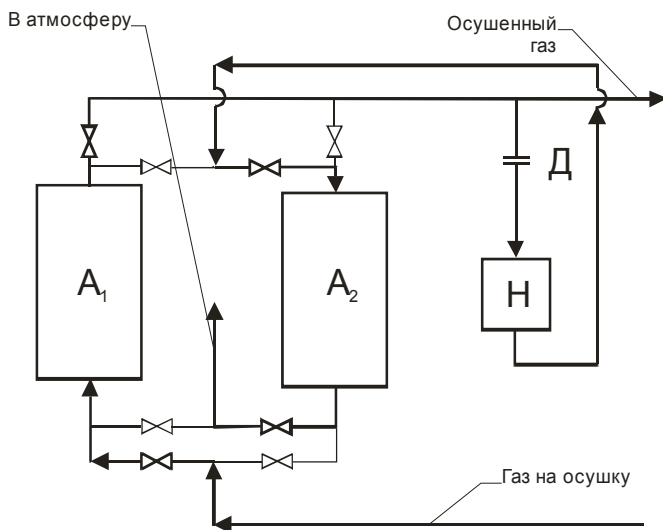 В атмосферу
Осушенный
газ
Д
А₁
А₂
Н
Газ на осушку